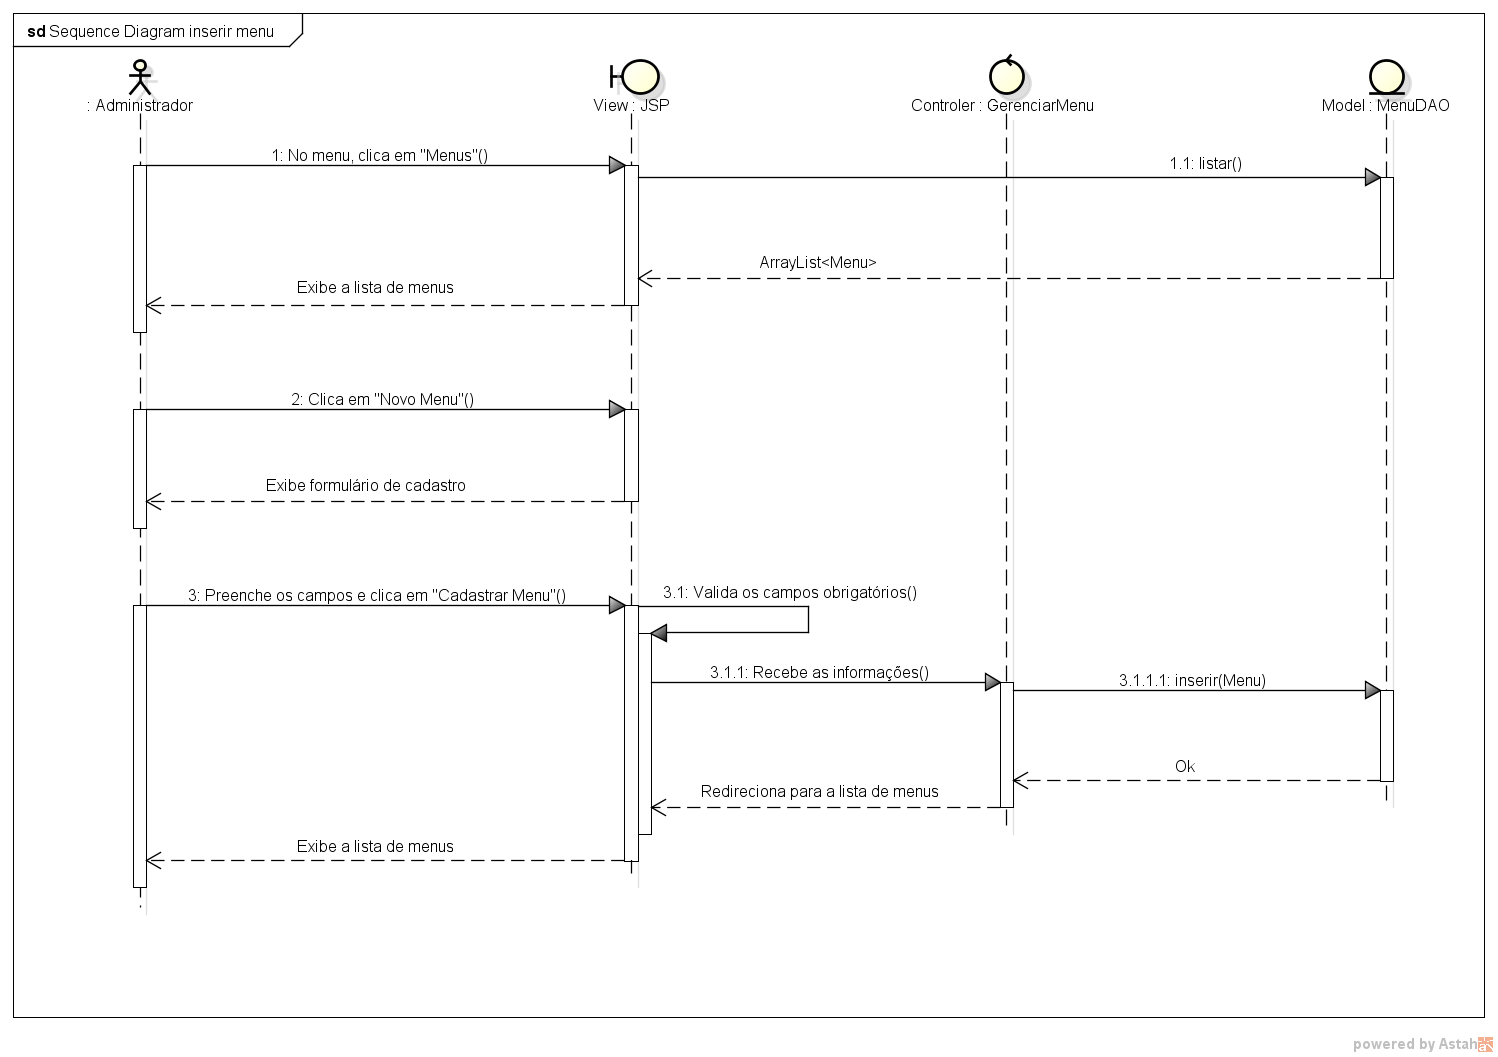 sd Sequence Diagram inserir menu
: Administrador
View : JSP
Controler : GerenciarMenu
Model : MenuDAO
1: No menu, clica em "Menus"()
1.1: listar()
ArrayList<Menu>
Exibe a lista de menus
2: Clica em "Novo Menu"()
Exibe formulário de cadastro
3: Preenche os campos e clica em "Cadastrar Menu"()
3.1: Valida os campos obrigatórios()
3.1.1: Recebe as informações()
3.1.1.1: inserir(Menu)
Ok
Redireciona para a lista de menus
Exibe a lista de menus
powered by Astah